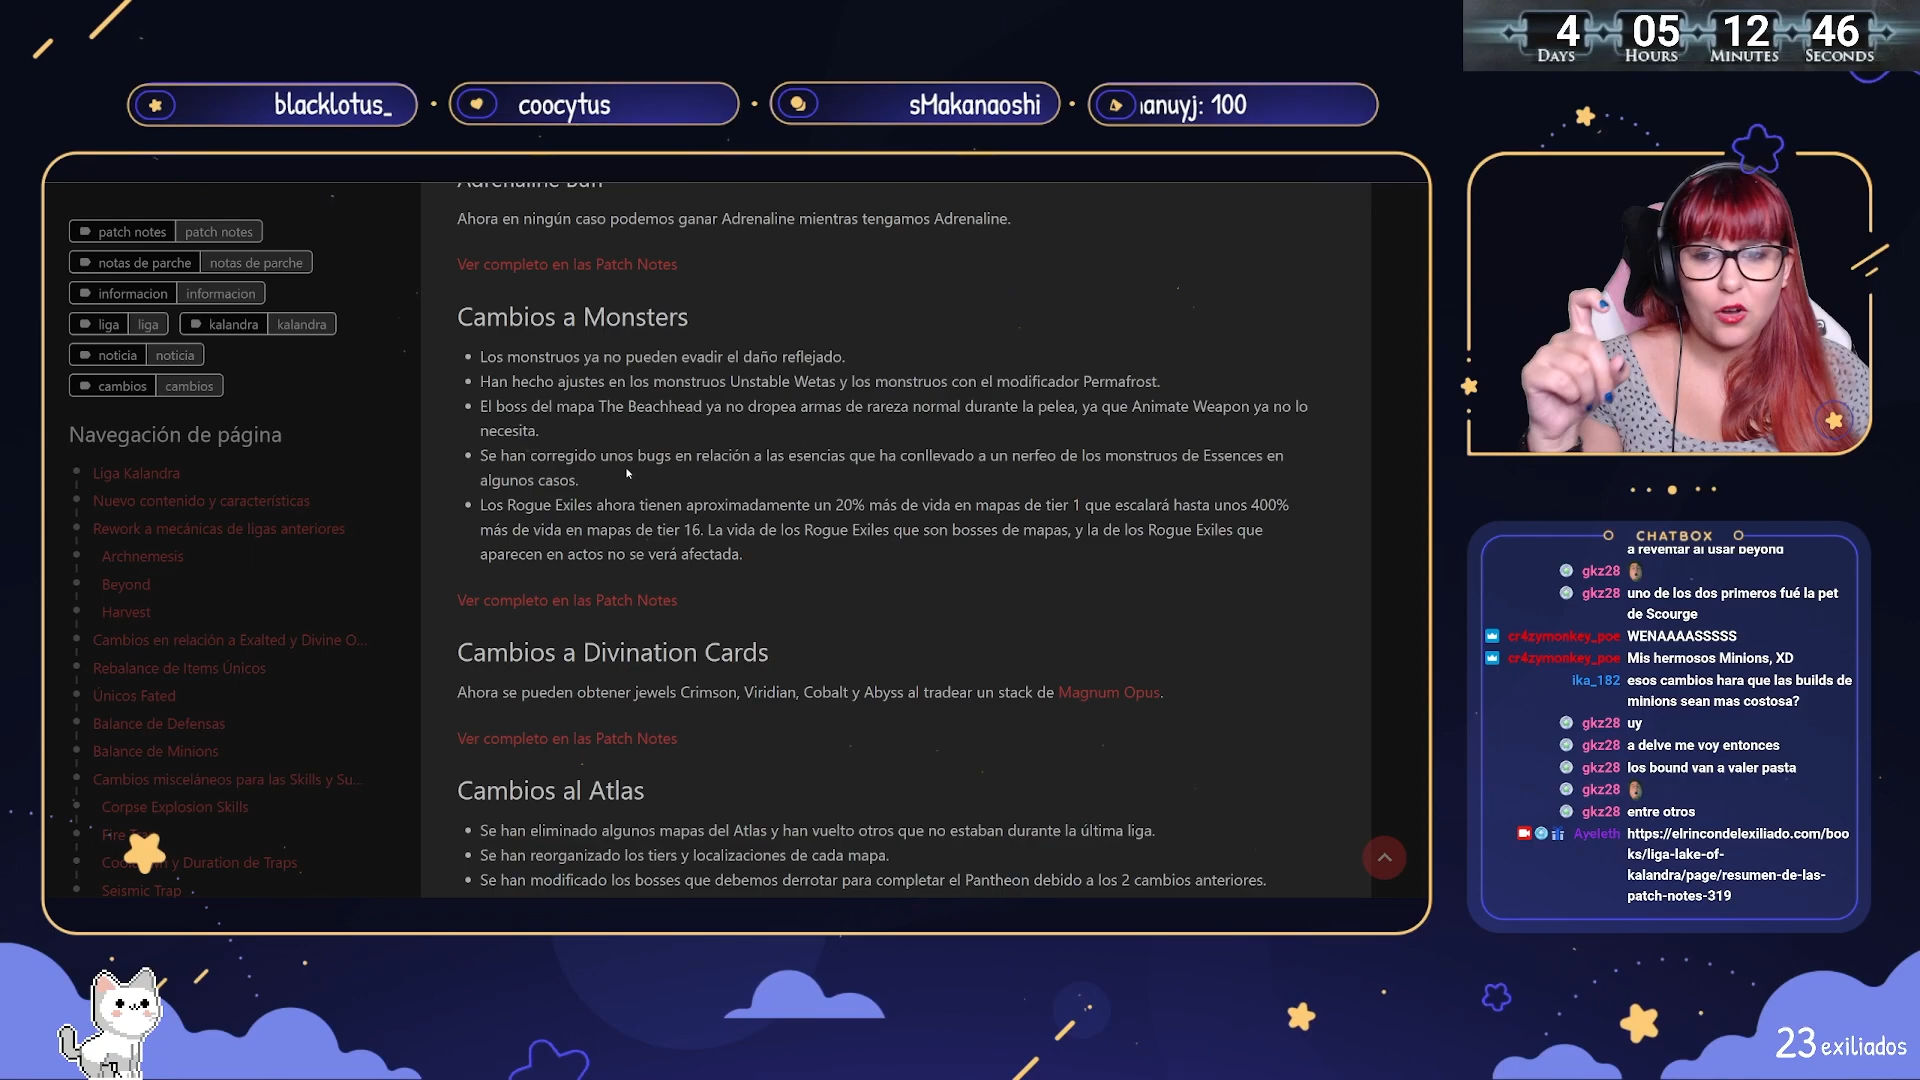 4 05 12 46
DAYS HOURS MINUTES SECONDS
blacklotus_
coocytus
sMakanaoshi
anuyj: 100
Adrenaline Buff
Ahora en ningún caso podemos ganar Adrenaline mientras tengamos Adrenaline.
Ver completo en las Patch Notes
Cambios a Monsters
Los monstruos ya no pueden evadir el daño reflejado.
Han hecho ajustes en los monstruos Unstable Wetas y los monstruos con el modificador Permafrost.
El boss del mapa The Beachhead ya no dropea armas de rareza normal durante la pelea, ya que Animate Weapon ya no lo
necesita.
Se han corregido unos bugs en relación a las esencias que ha conllevado a un nerfeo de los monstruos de Essences en
algunos casos.
Los Rogue Exiles ahora tienen aproximadamente un 20% más de vida en mapas de tier 1 que escalará hasta unos 400%
más de vida en mapas de tier 16. La vida de los Rogue Exiles que son bosses de mapas, y la de los Rogue Exiles que
aparecen en actos no se verá afectada.
Ver completo en las Patch Notes
Cambios a Divination Cards
Ahora se pueden obtener jewels Crimson, Viridian, Cobalt y Abyss al tradear un stack de Magnum Opus.
Ver completo en las Patch Notes
Cambios al Atlas
Se han eliminado algunos mapas del Atlas y han vuelto otros que no estaban durante la última liga.
Se han reorganizado los tiers y localizaciones de cada mapa.
Se han modificado los bosses que debemos derrotar para completar el Pantheon debido a los 2 cambios anteriores.
patch notes patch notes
notas de parche notas de parche
informacion informacion
liga liga kalandra kalandra
noticia noticia
cambios cambios
Navegación de página
Liga Kalandra
Nuevo contenido y características
Rework a mecánicas de ligas anteriores
Archnemesis
Beyond
Harvest
Cambios en relación a Exalted y Divine O...
Rebalance de Items Únicos
Únicos Fated
Balance de Defensas
Balance de Minions
Cambios misceláneos para las Skills y Su...
Corpse Explosion Skills
Fire
y Duration de Traps
Seismic Trap
CHATBOX
a reventar al usar beyond
gkz28
gkz28 uno de los dos primeros fué la pet
de Scourge
cr4zymonkey_poe WENAAAASSSSS
cr4zymonkey_poe Mis hermosos Minions, XD
ika_182 esos cambios hara que las builds de
minions sean mas costosa?
gkz28 uy
gkz28 a delve me voy entonces
gkz28 los bound van a valer pasta
gkz28
gkz28 entre otros
Ayeleth https://elrincondelexiliado.com/boo
ks/liga-lake-of-
kalandra/page/resumen-de-las-
patch-notes-319
23 exiliados